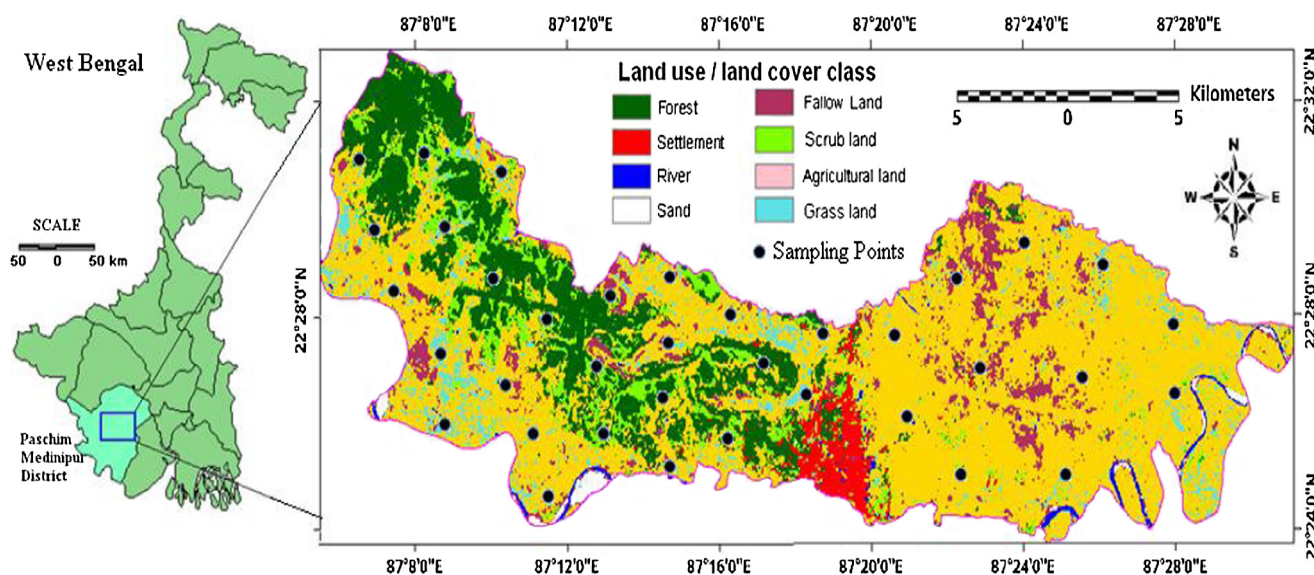 87°8'0"E 87°12'0"E 87°16'0"E 87°20'0"E 87°24'0"E 87°28'0"E
West Bengal
Land use / land cover class
Forest
Settlement
River
Sand
Fallow Land
Scrub land
Agricultural land
Grass land
Sampling Points
Kilometers
5 0 5
N
W E
S
22°32'0"N
22°28'0"N
22°28'0"N
22°24'0"N
SCALE
50 0 50 km
Paschim
Medinipur
District
87°8'0"E 87°12'0"E 87°16'0"E 87°20'0"E 87°24'0"E 87°28'0"E